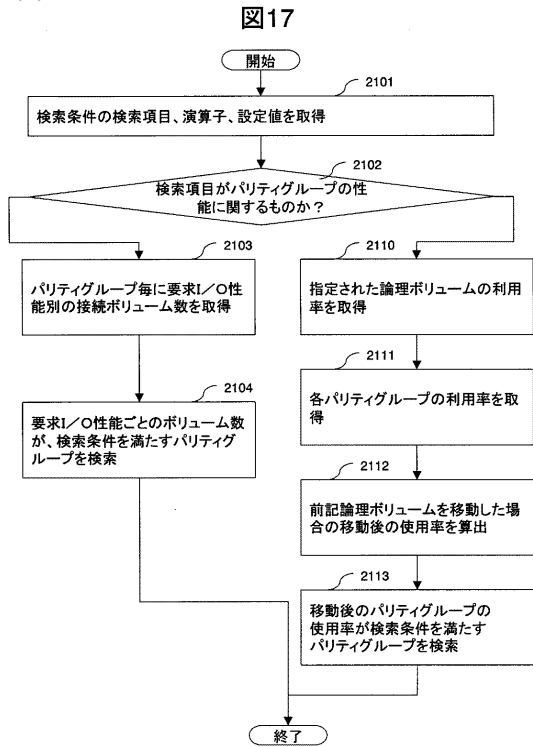 図17
開始
2101
検索条件の検索項目、演算子、設定値を取得
2102
検索項目がパリティグループの性
能に関するものか？
2103
パリティグループ毎に要求I／O性
能別の接続ボリューム数を取得
2104
要求I／O性能ごとのボリューム数
が、検索条件を満たすパリティグ
ループを検索
2110
指定された論理ボリュームの利用
率を取得
2111
各パリティグループの利用率を取
得
2112
前記論理ボリュームを移動した場
合の移動後の使用率を算出
2113
移動後のパリティグループの
使用率が検索条件を満たす
パリティグループを検索
終了